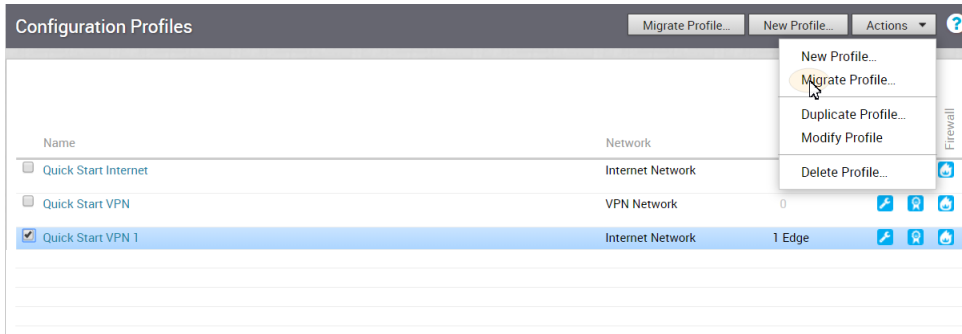 Configuration Profiles
Migrate Profile...
New Profile...
Actions
?
New Profile...
Migrate Profile...
Duplicate Profile...
Modify Profile
Delete Profile...
Name
Network
Firewall
Quick Start Internet
Internet Network
Quick Start VPN
VPN Network
0
Quick Start VPN 1
Internet Network
1 Edge